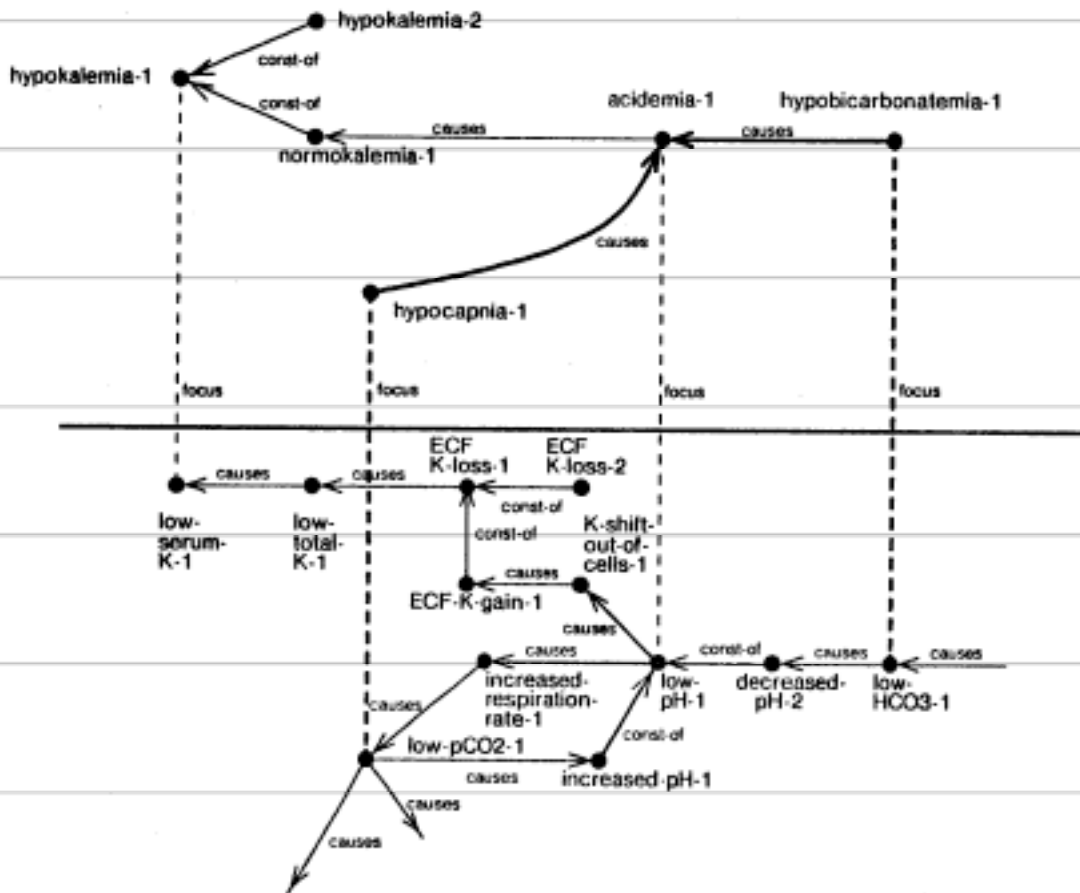 hypokalemia-2
const-of
hypokalemia-1
const-of
acidemia-1
hypobicarbonatemia-1
causes
causes
normokalemia-1
causes
hypocapnia-1
focus
focus
focus
focus
ECF
K-loss-1
ECF
K-loss-2
causes
causes
const-of
low-
serum-
K-1
low-
total-
K-1
const-of
K-shift-
out-of-
cells-1
causes
ECF-K-gain-1
causes
causes
const-of
causes
causes
increased-
respiration-
rate-1
low-
pH-1
decreased-
pH-2
low-
HCO3-1
causes
low-pCO2-1
const-of
causes
increased-pH-1
causes
causes